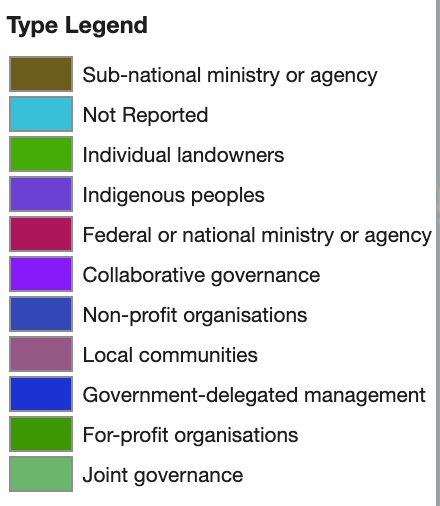 Type Legend
Sub-national ministry or agency
Not Reported
Individual landowners
Indigenous peoples
Federal or national ministry or agency
Collaborative governance
Non-profit organisations
Local communities
Government-delegated management
For-profit organisations
Joint governance